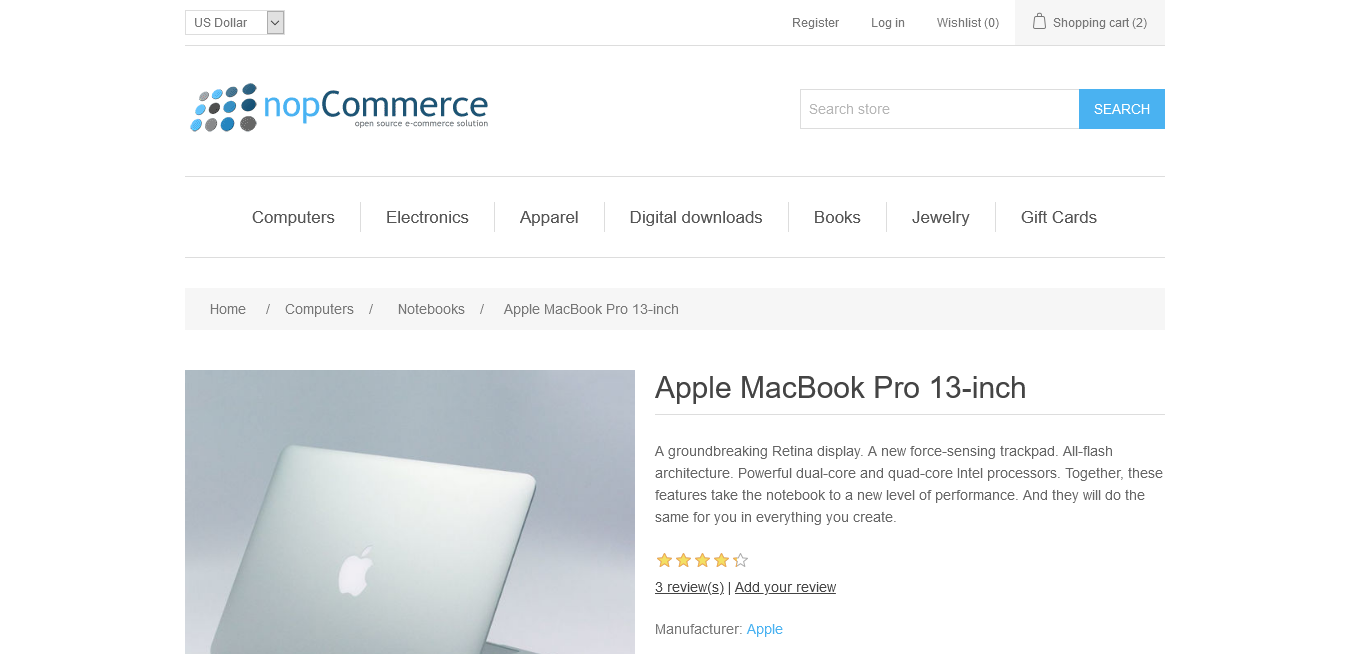 US Dollar
Register
Log in
Wishlist (0)
Shopping cart (2)
nopCommerce
open source e-commerce solution
Search store
SEARCH
Computers
Electronics
Apparel
Digital downloads
Books
Jewelry
Gift Cards
Home / Computers / Notebooks / Apple MacBook Pro 13-inch
Apple MacBook Pro 13-inch
A groundbreaking Retina display. A new force-sensing trackpad. All-flash
architecture. Powerful dual-core and quad-core Intel processors. Together, these
features take the notebook to a new level of performance. And they will do the
same for you in everything you create.
3 review(s) | Add your review
Manufacturer: Apple